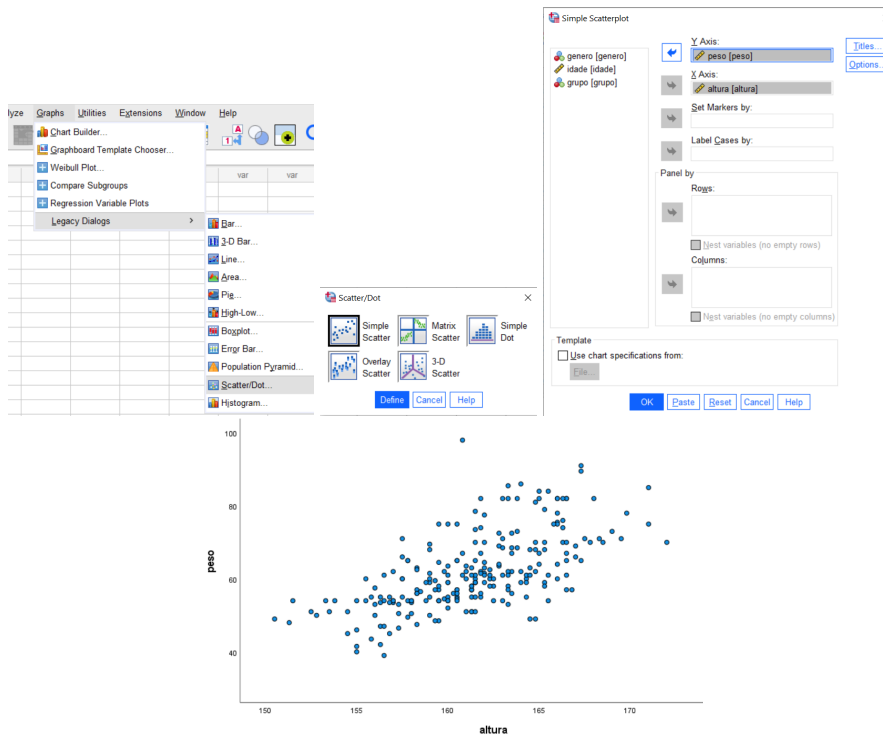 lyze Graphs Utilities Extensions Window Help
Chart Builder...
Graphboard Template Chooser...
Weibull Plot...
Compare Subgroups
Regression Variable Plots
Legacy Dialogs
A
1
var var
Bar...
3-D Bar...
Line...
Area...
Pie...
High-Low...
Boxplot...
Error Bar...
Population Pyramid...
Scatter/Dot...
Histogram...
Scatter/Dot
Simple Scatter
Matrix Scatter
Simple Dot
Overlay Scatter
3-D Scatter
Define Cancel Help
Simple Scatterplot
genero [genero]
idade [idade]
grupo [grupo]
Y Axis:
peso [peso]
X Axis:
altura [altura]
Set Markers by:
Label Cases by:
Panel by
Rows:
Nest variables (no empty rows)
Columns:
Nest variables (no empty columns)
Titles...
Options...
Template
Use chart specifications from:
File...
OK Paste Reset Cancel Help
100
80
60
40
peso
150 155 160 165 170
altura